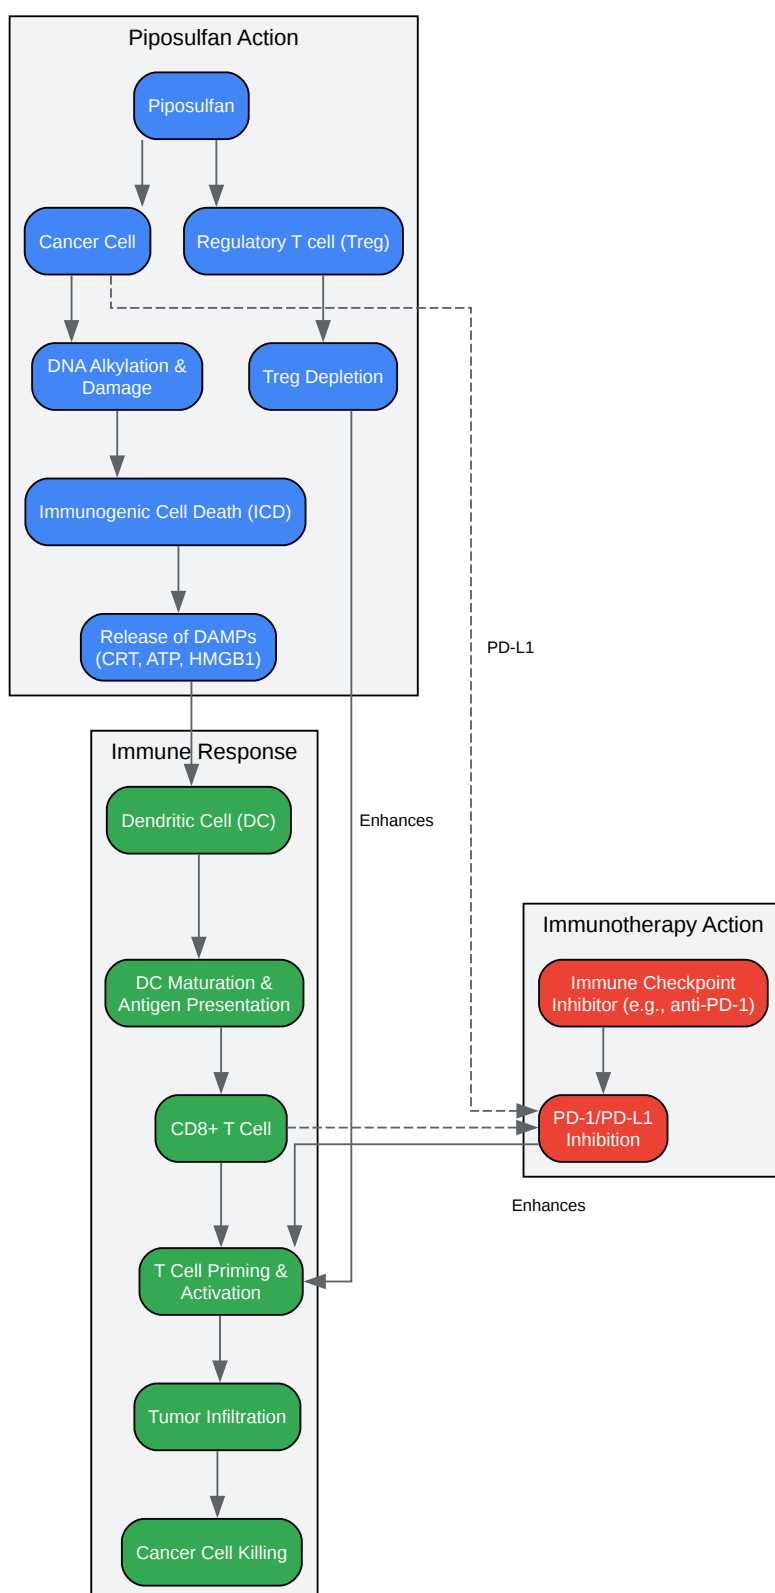 Piposulfan Action
Piposulfan
Cancer Cell
Regulatory T cell (Treg)
DNA Alkylation &
Damage
Treg Depletion
Immunogenic Cell Death (ICD)
Release of DAMPs
(CRT, ATP, HMGB1)
PD-L1
Immune Response
Dendritic Cell (DC)
Enhances
Immunotherapy Action
DC Maturation &
Antigen Presentation
Immune Checkpoint
Inhibitor (e.g., anti-PD-1)
CD8+ T Cell
PD-1/PD-L1
Inhibition
Enhances
T Cell Priming &
Activation
Tumor Infiltration
Cancer Cell Killing